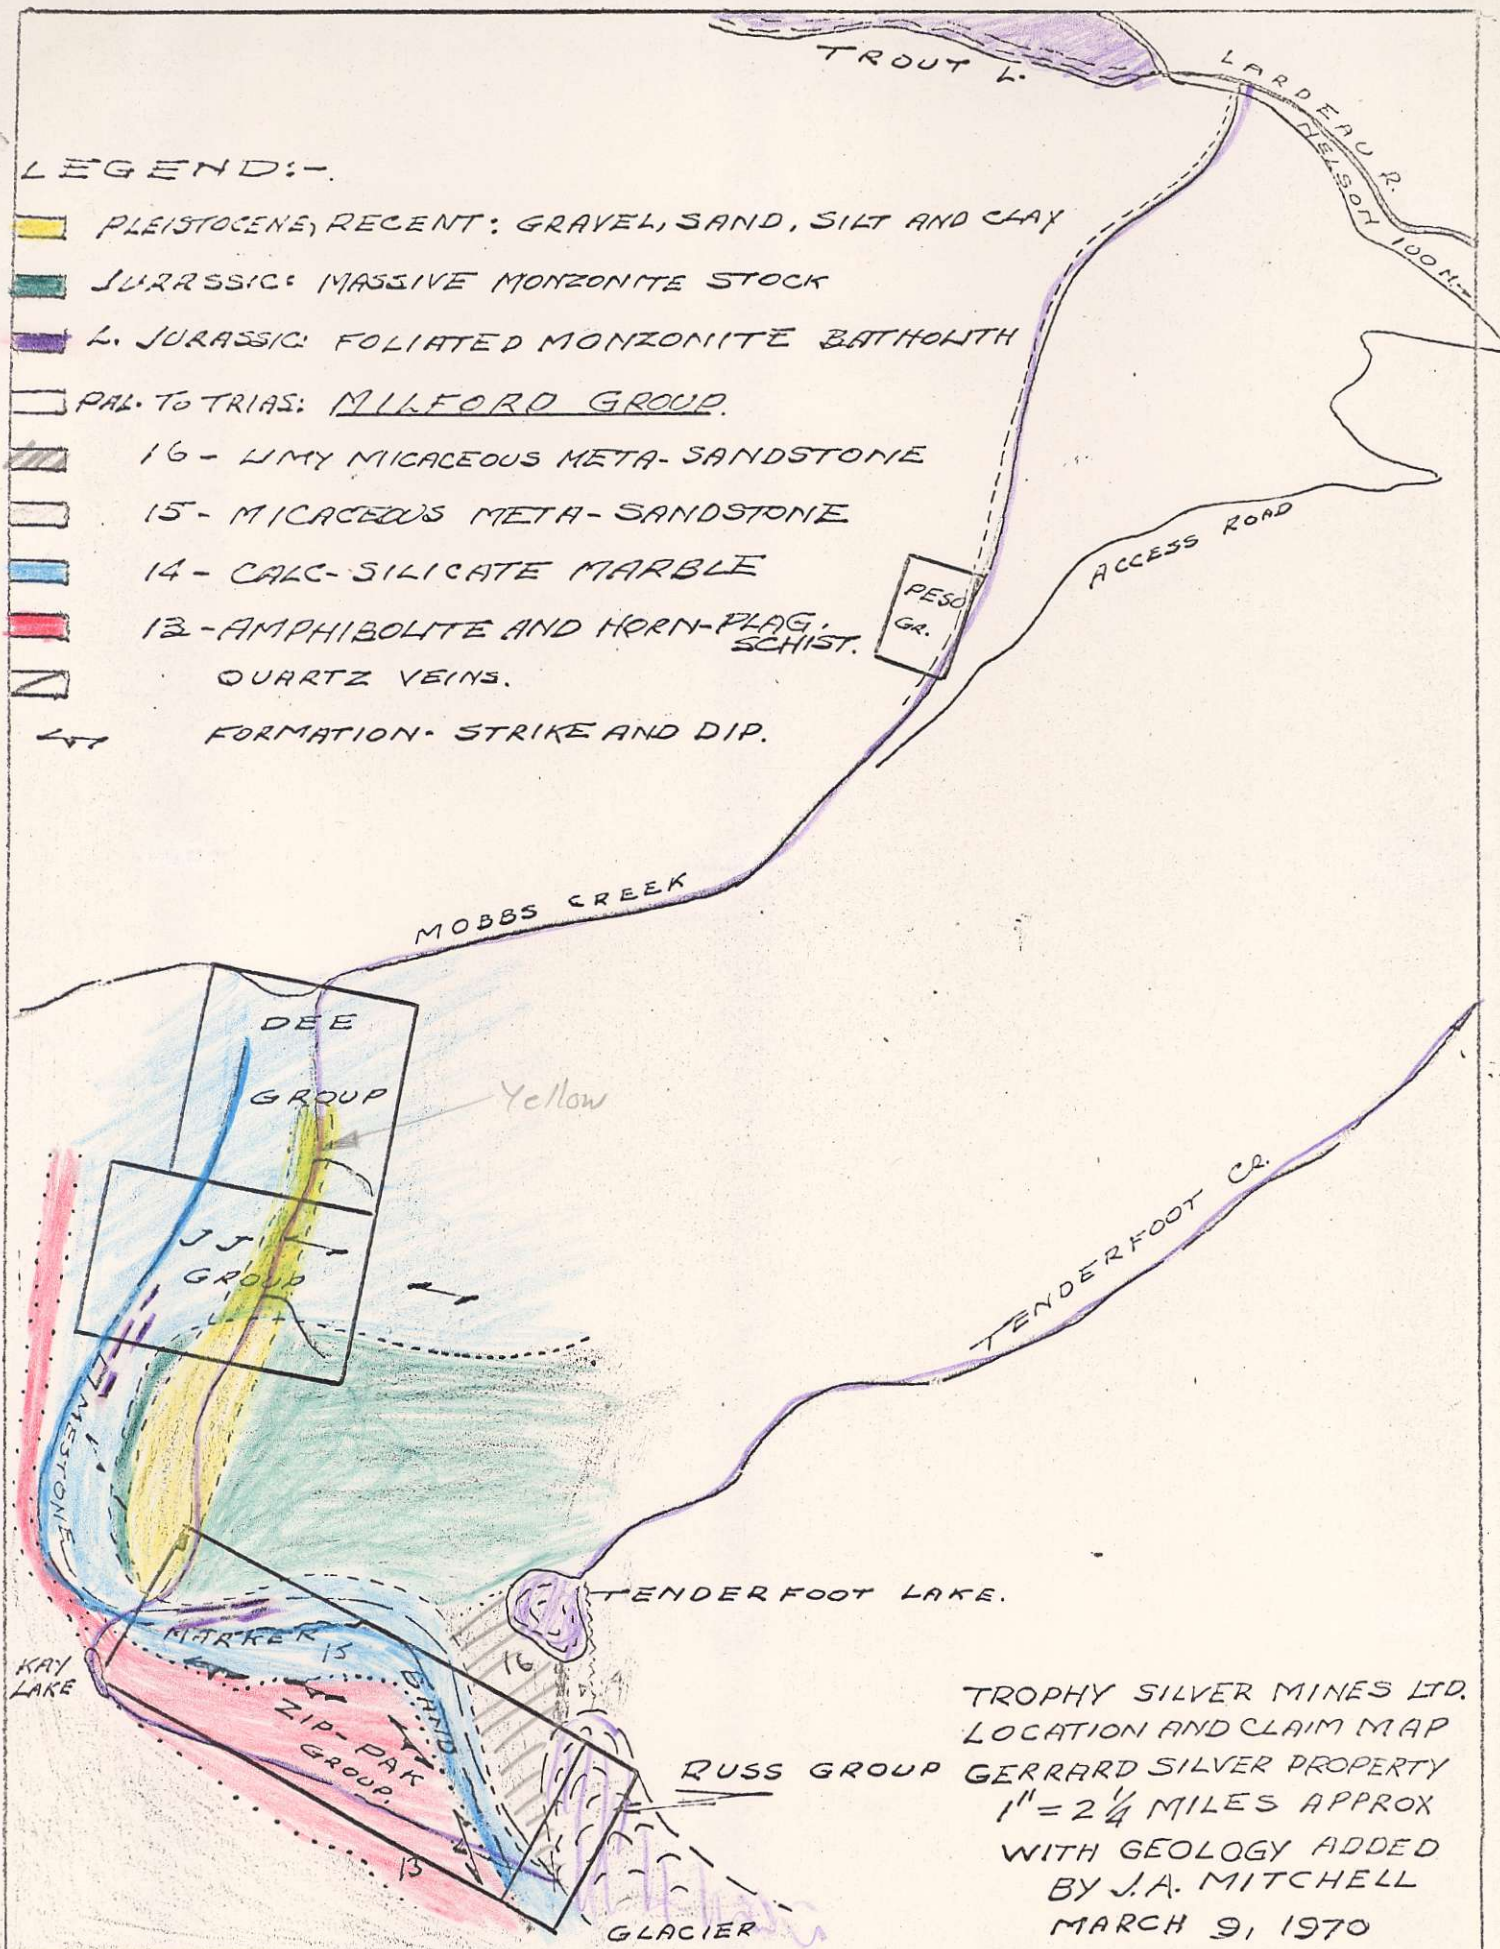 TROUT L.
LARDEAU R.
NELSON 100 M.
LEGEND:-
PLEISTOCENE, RECENT: GRAVEL, SAND, SILT AND CLAY
JURRSSIC: MASSIVE MONZONITE STOCK
L. JURASSIC: FOLIATED MONZONITE BATHOLITH
PAL. TO TRIAS: MILFORD GROUP.
16 - LIMY MICACEOUS META-SANDSTONE
15 - MICACEOUS META-SANDSTONE
14 - CALC-SILICATE MARBLE
13 - AMPHIBOLITE AND HORN-PLAG.
SCHIST.
QUARTZ VEINS.
FORMATION- STRIKE AND DIP.
ACCESS ROAD
PESO
GR.
MOBBS CREEK
DEE
GROUP
Yellow
JJ
GROUP
TENDERFOOT CR.
LIMESTONE
TENDERFOOT LAKE.
MARKER
15
BAND
16
KAY
LAKE
ZIP-PAK
GROUP.
13
RUSS GROUP
GLACIER
TROPHY SILVER MINES LTD.
LOCATION AND CLAIM MAP
GERRARD SILVER PROPERTY
1" = 2 1/4 MILES APPROX
WITH GEOLOGY ADDED
BY J.A. MITCHELL
MARCH 9, 1970